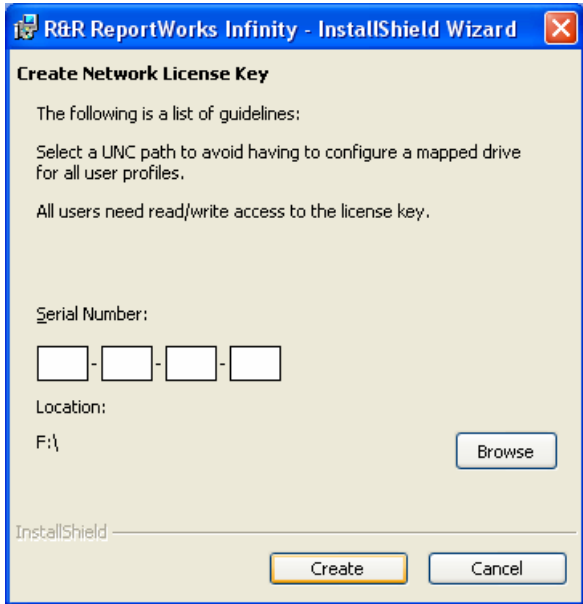 R&R ReportWorks Infinity - InstallShield Wizard
Create Network License Key
The following is a list of guidelines:
Select a UNC path to avoid having to configure a mapped drive
for all user profiles.
All users need read/write access to the license key.
Serial Number:
- - -
Location:
F:\
Browse
InstallShield
Create Cancel